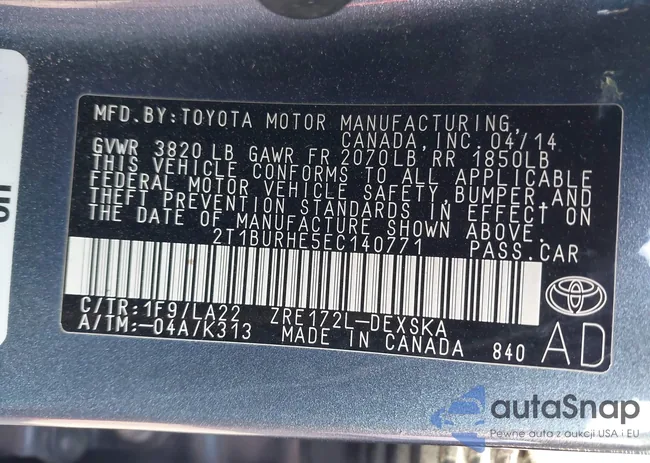 MFD.BY:TOYOTA MOTOR MANUFACTURING,
CANADA, INC. 04/14
GVWR 3820 LB GAWR FR 2070LB RR 1850LB
THIS VEHICLE CONFORMS TO ALL APPLICABLE
FEDERAL MOTOR VEHICLE SAFETY, BUMPER, AND
THEFT PREVENTION STANDARDS IN EFFECT ON
THE DATE OF MANUFACTURE SHOWN ABOVE.
2T1BURHE5EC140771 PASS.CAR
C/TR:1F9/LA22 ZRE172L-DEXSKA
A/TM:-04A/K313 MADE IN CANADA 840
AD
autaSnap
Pewne auta z aukcji USA i EU